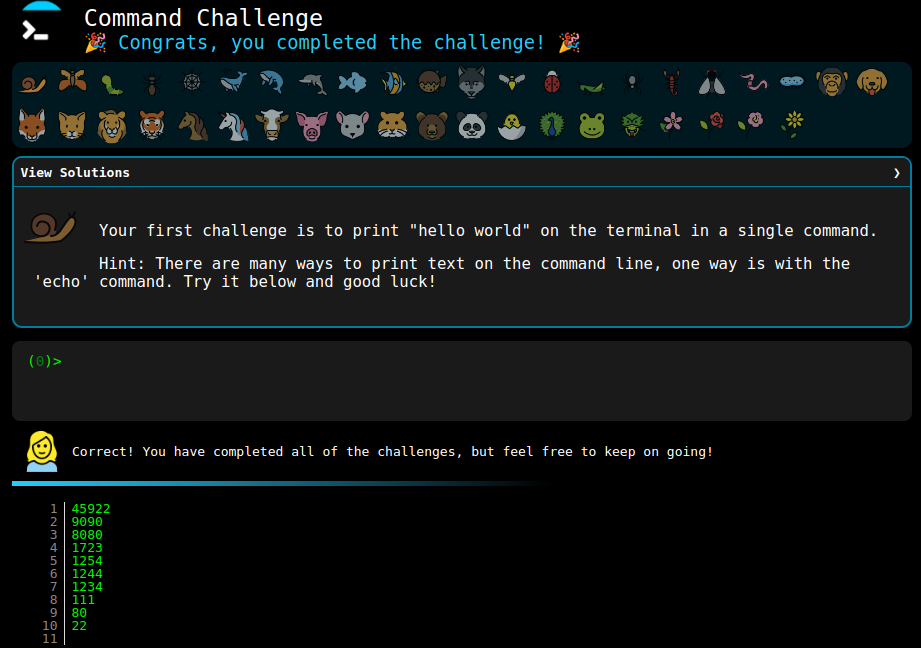 Command Challenge
🎉 Congrats, you completed the challenge! 🎉
View Solutions ❯
Your first challenge is to print "hello world" on the terminal in a single command.
Hint: There are many ways to print text on the command line, one way is with the
'echo' command. Try it below and good luck!
(0)>
Correct! You have completed all of the challenges, but feel free to keep on going!
1 45922
2 9090
3 8080
4 1723
5 1254
6 1244
7 1234
8 111
9 80
10 22
11